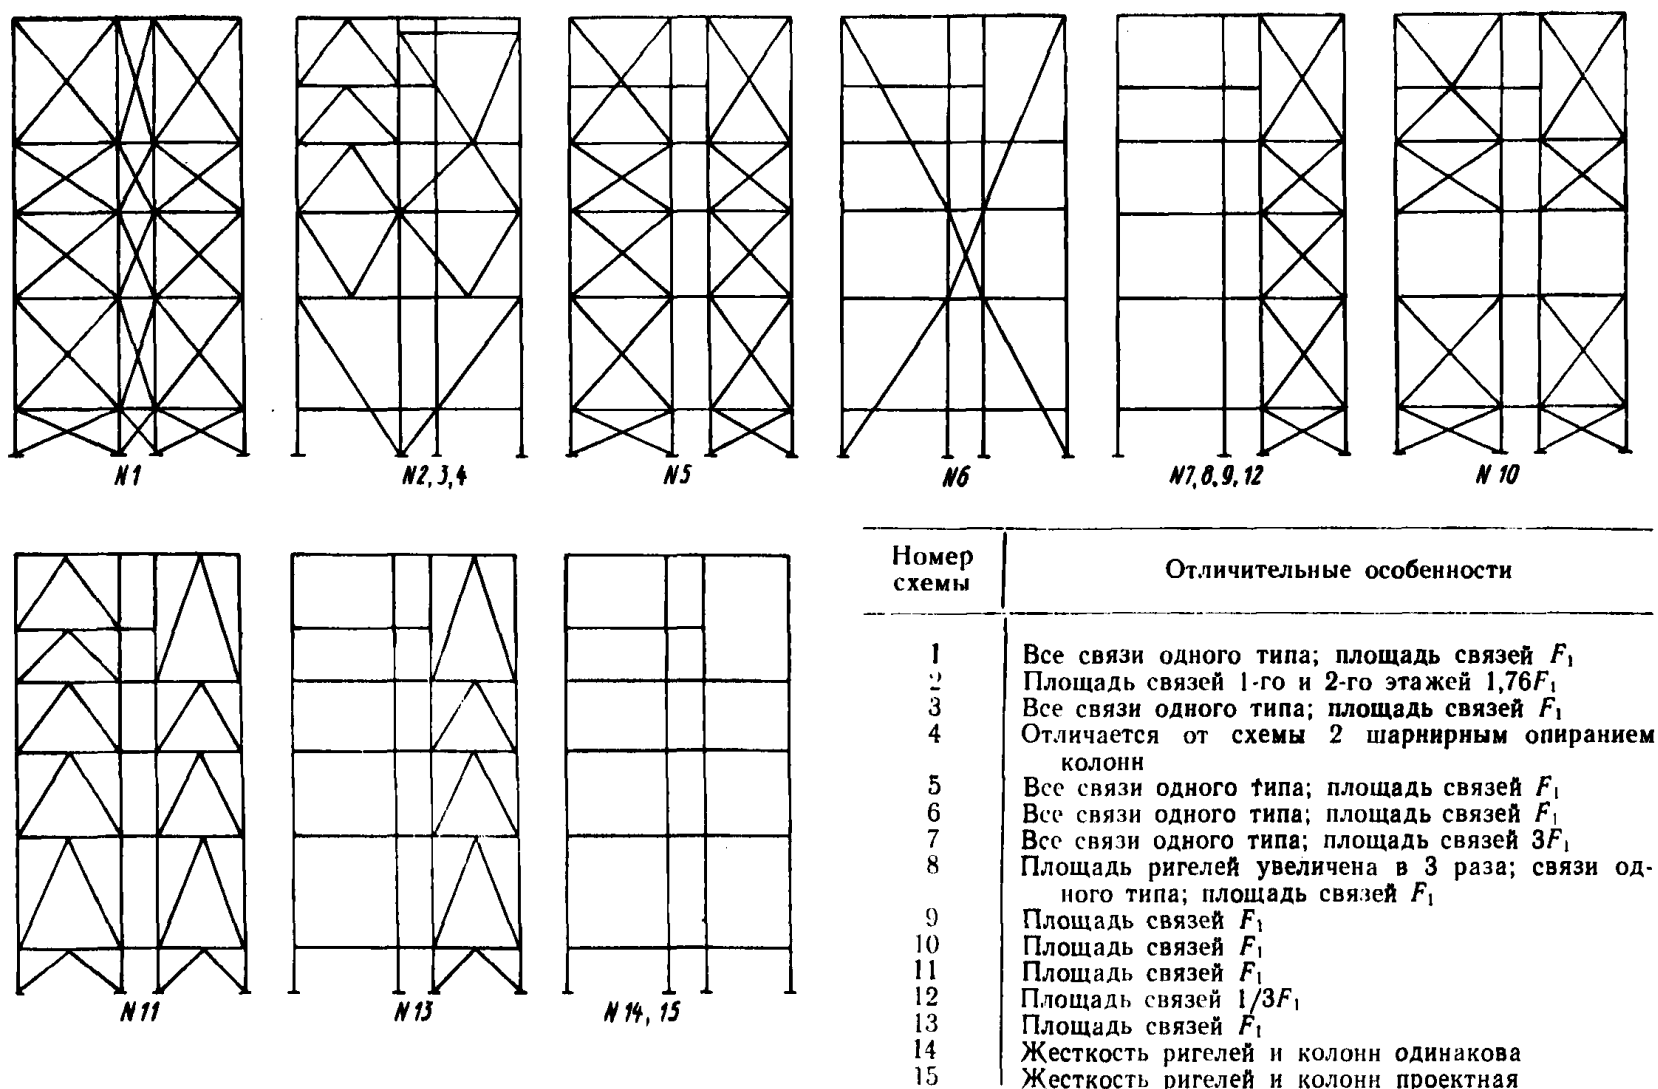 N1
N2,3,4
N5
N6
N7,8,9,12
N 10
N11
N13
N 14, 15
Номер схемы
Отличительные особенности
1 Все связи одного типа; площадь связей F₁
2 Площадь связей 1-го и 2-го этажей 1,76F₁
3 Все связи одного типа; площадь связей F₁
4 Отличается от схемы 2 шарнирным опиранием
колонн
5 Все связи одного типа; площадь связей F₁
6 Все связи одного типа; площадь связей F₁
7 Все связи одного типа; площадь связей 3F₁
8 Площадь ригелей увеличена в 3 раза; связи од-
ного типа; площадь связей F₁
9 Площадь связей F₁
10 Площадь связей F₁
11 Площадь связей F₁
12 Площадь связей 1/3F₁
13 Площадь связей F₁
14 Жесткость ригелей и колонн одинакова
15 Жесткость ригелей и колонн проектная